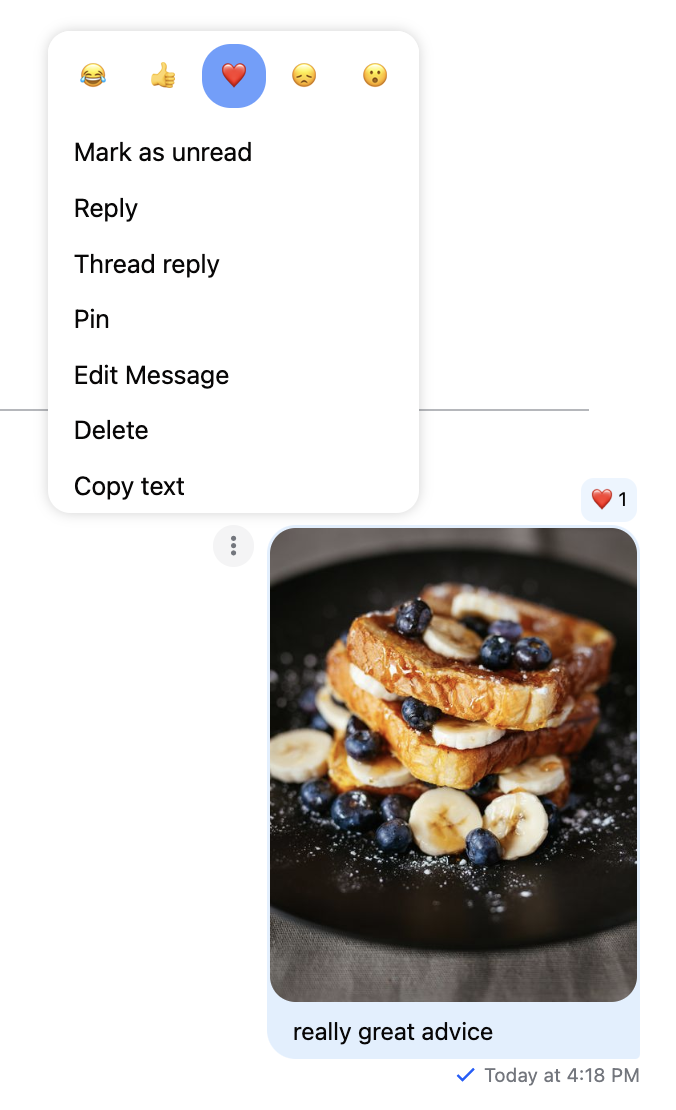 Mark as unread
Reply
Thread reply
Pin
Edit Message
Delete
Copy text
1
really great advice
Today at 4:18 PM